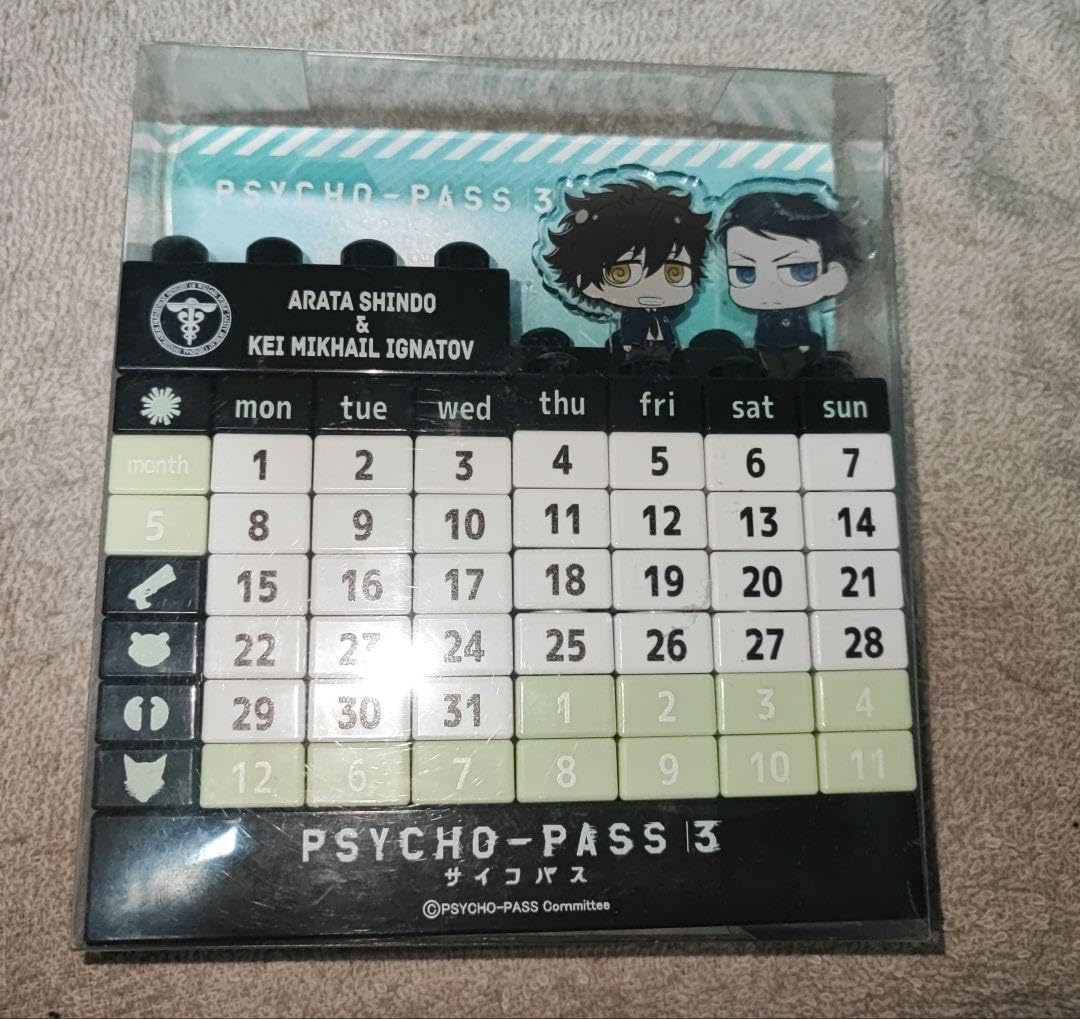 PSYCHO-PASS 3
ARATA SHINDO
&
KEI MIKHAIL IGNATOV
mon tue wed thu fri sat sun
month 1 2 3 4 5 6 7
5 8 9 10 11 12 13 14
15 16 17 18 19 20 21
22 23 24 25 26 27 28
29 30 31 1 2 3 4
12 6 7 8 9 10 11
PSYCHO-PASS 3
サイコパス
©PSYCHO-PASS Committee